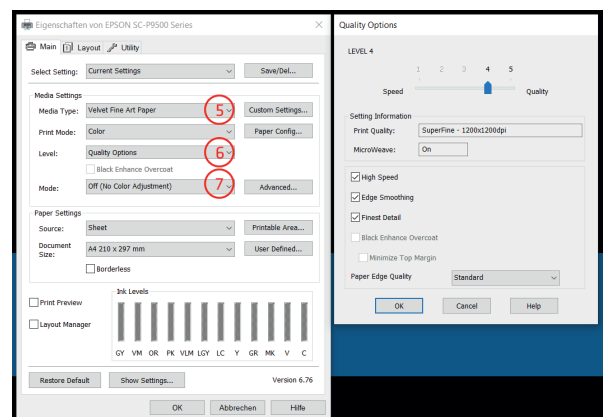 Eigenschaften von EPSON SC-P9500 Series
Main Layout Utility
Select Setting: Current Settings Save/Del...
Media Settings
Media Type: Velvet Fine Art Paper 5 Custom Settings...
Print Mode: Color Paper Config...
Level: Quality Options 6
Black Enhance Overcoat
Mode: Off (No Color Adjustment) 7 Advanced...
Paper Settings
Source: Sheet Printable Area...
Document Size: A4 210 x 297 mm User Defined...
Borderless
Ink Levels
Print Preview
Layout Manager
GY VM OR PK VLM LGY LC Y GR MK V C
Restore Default Show Settings... Version 6.76
OK Abbrechen Hilfe
Quality Options
LEVEL 4
1 2 3 4 5
Speed Quality
Setting Information
Print Quality: SuperFine - 1200x1200dpi
MicroWeave: On
High Speed
Edge Smoothing
Finest Detail
Black Enhance Overcoat
Minimize Top Margin
Paper Edge Quality Standard
OK Cancel Help